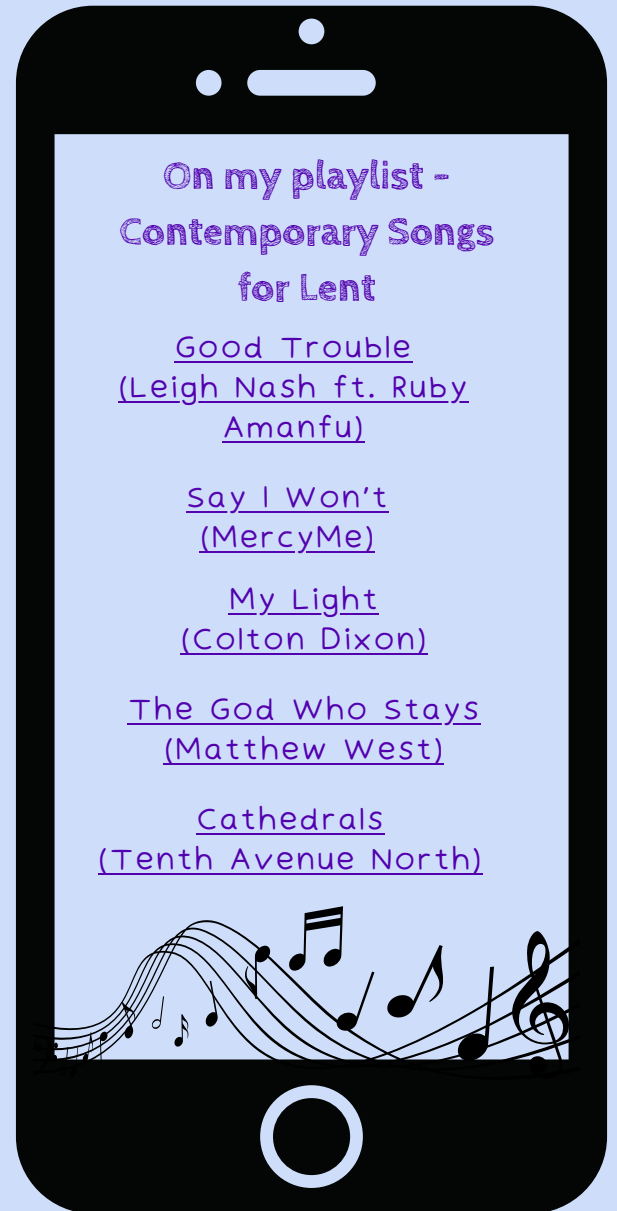 On my playlist -
Contemporary Songs
for Lent
Good Trouble
(Leigh Nash ft. Ruby
Amanfu)
Say I Won't
(MercyMe)
My Light
(Colton Dixon)
The God Who Stays
(Matthew West)
Cathedrals
(Tenth Avenue North)